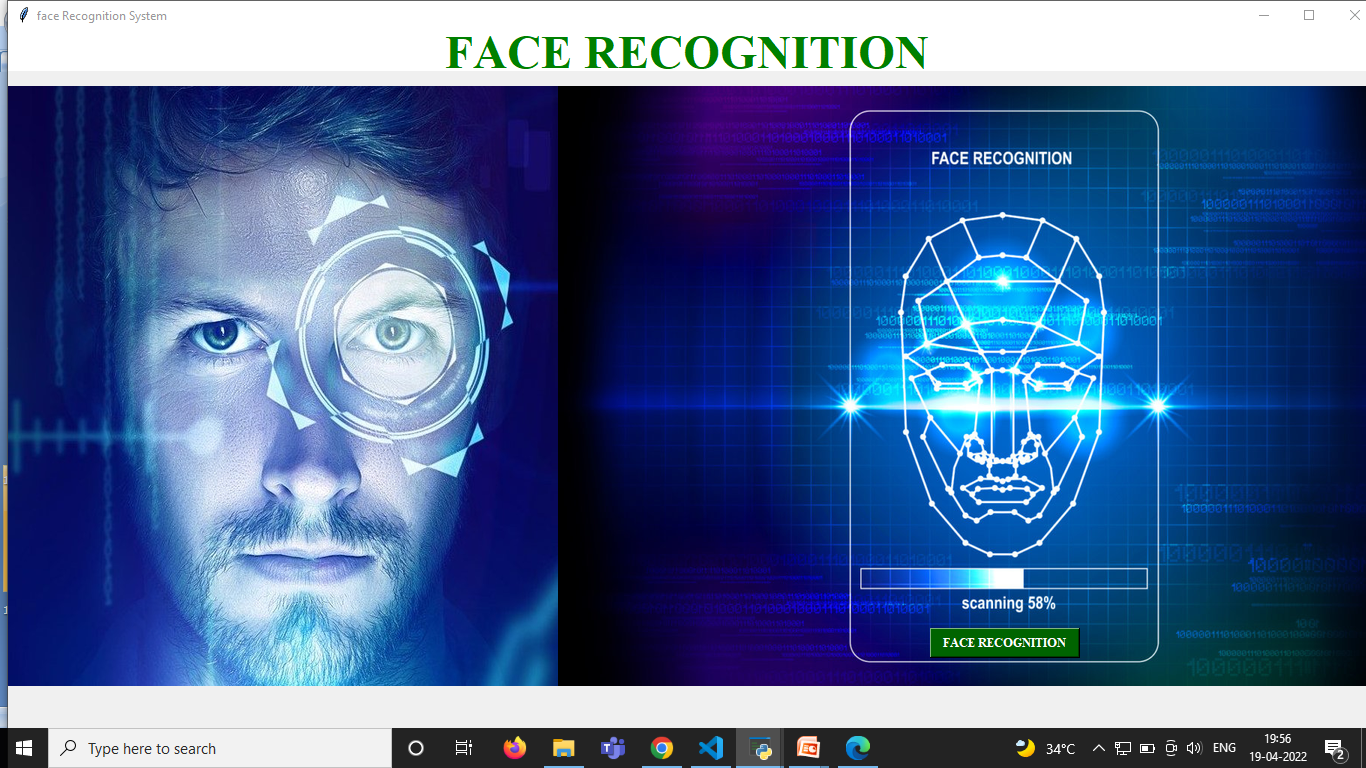 face Recognition System
FACE RECOGNITION
FACE RECOGNITION
scanning 58%
FACE RECOGNITION
Type here to search
34°C
ENG
19:56
19-04-2022
2